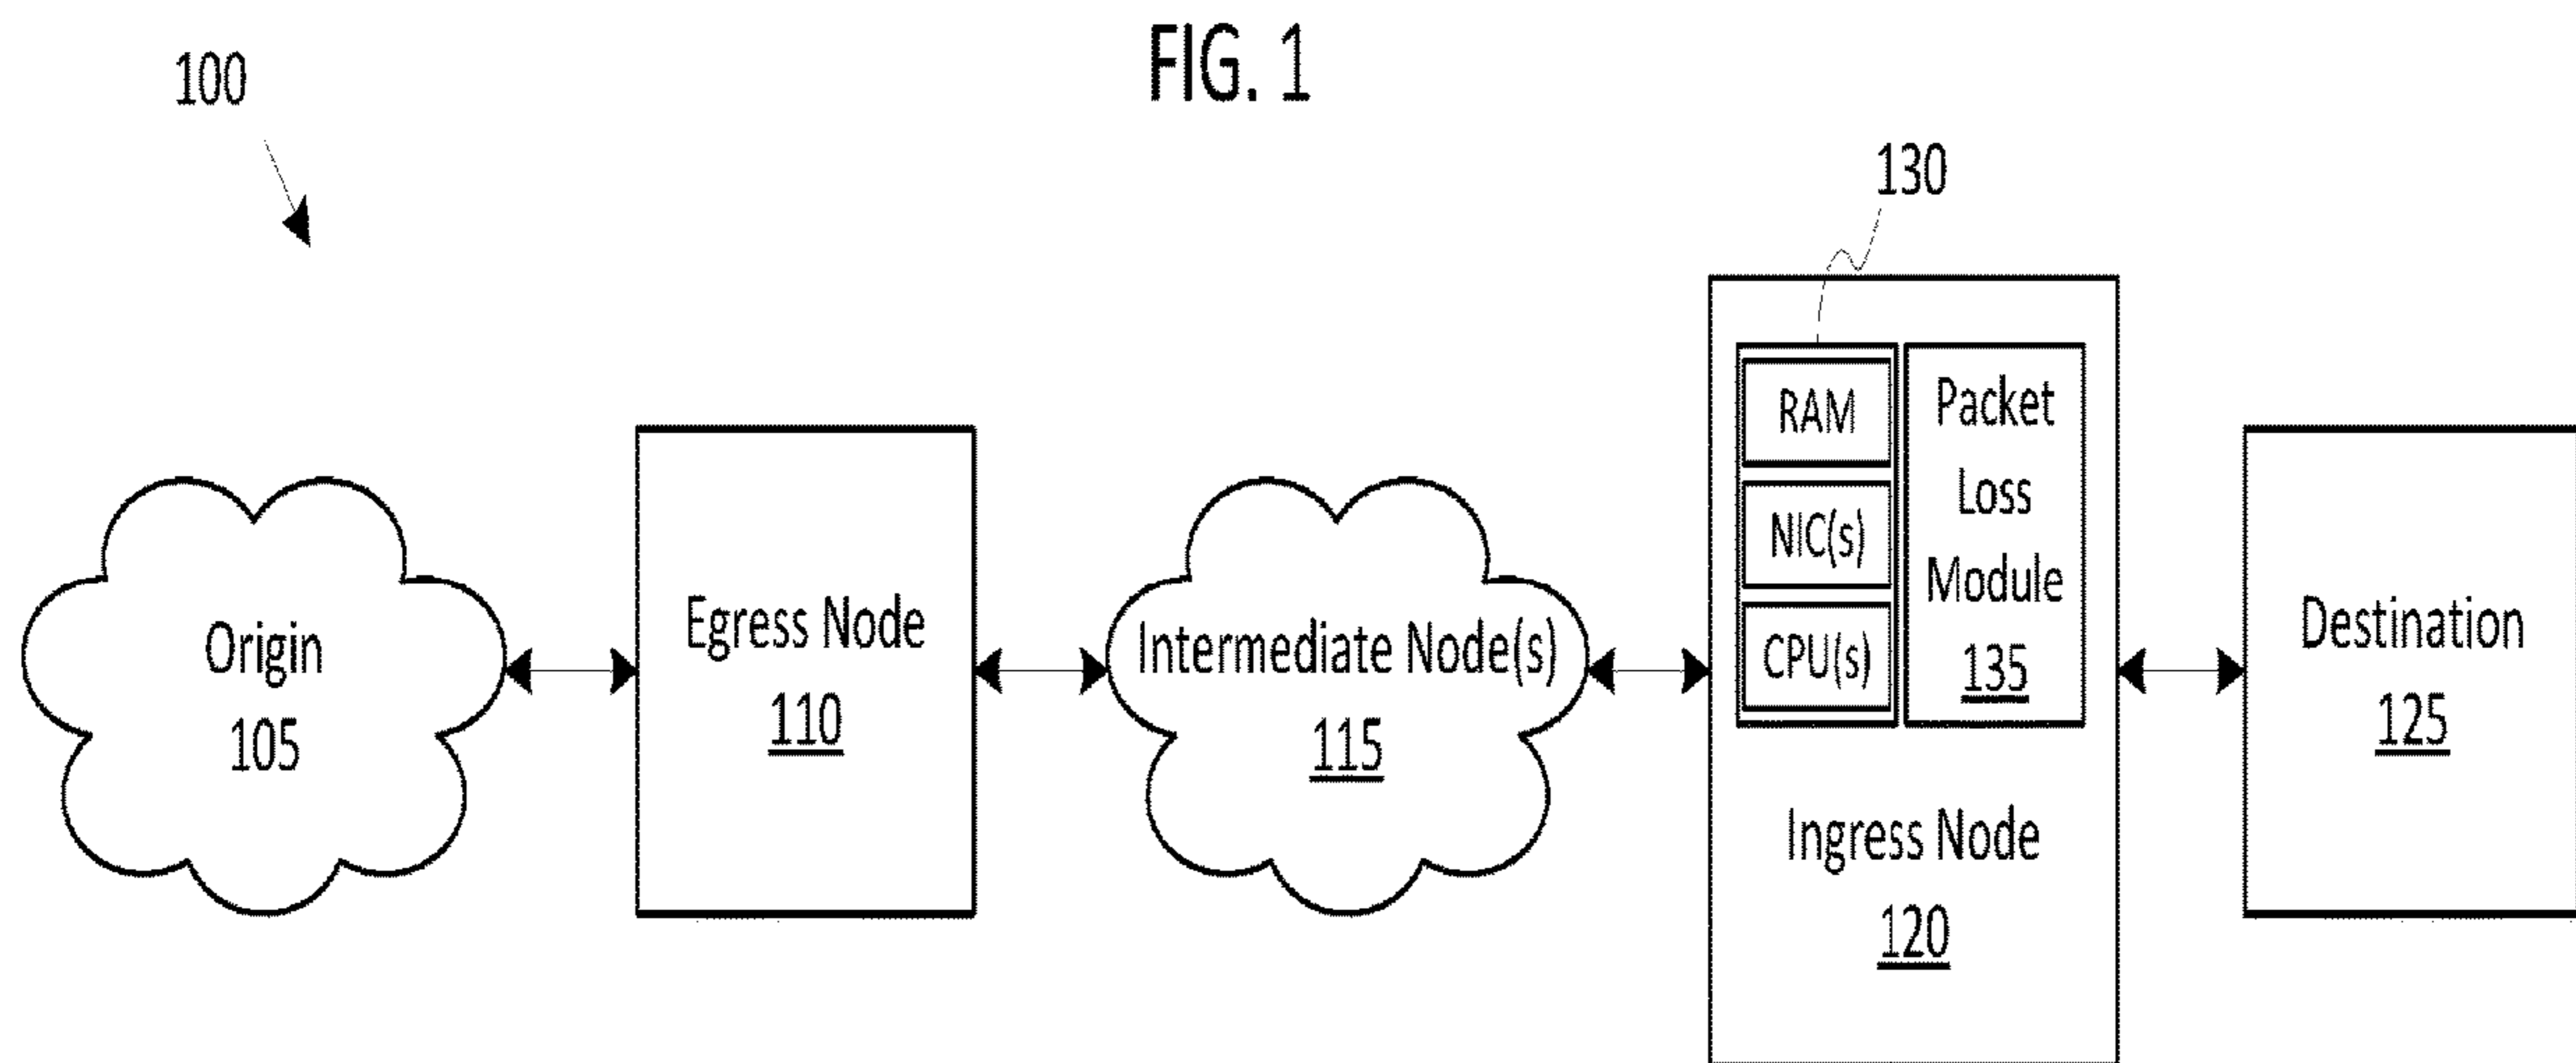 FIG. 1
100
130
Origin
105
Egress Node
110
Intermediate Node(s)
115
RAM
NIC(s)
CPU(s)
Packet
Loss
Module
135
Ingress Node
120
Destination
125